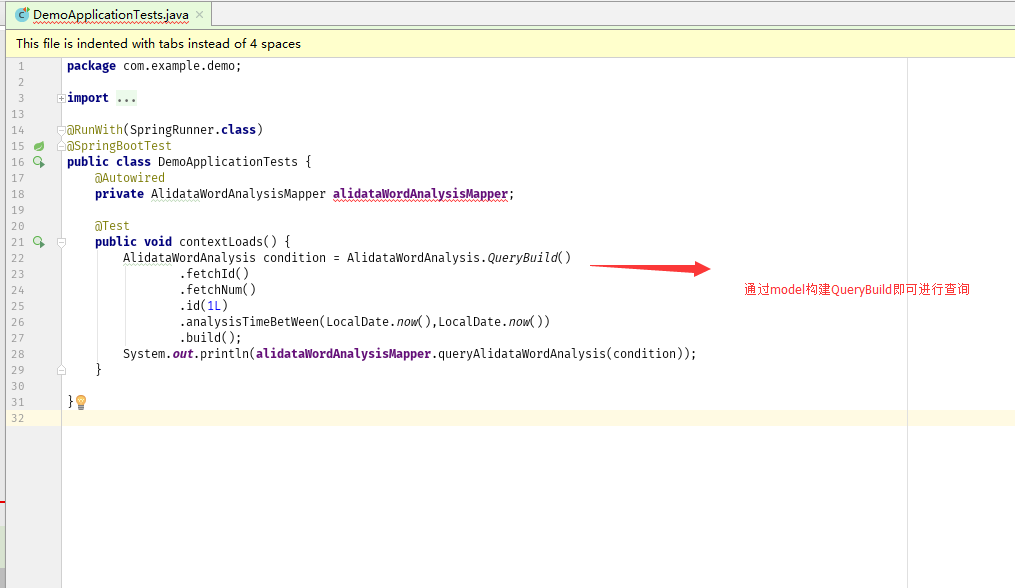 DemoApplicationTests.java
This file is indented with tabs instead of 4 spaces
1 package com.example.demo;
2
3 import ...
13
14 @RunWith(SpringRunner.class)
15 @SpringBootTest
16 public class DemoApplicationTests {
17 @Autowired
18 private AlidataWordAnalysisMapper alidataWordAnalysisMapper;
19
20 @Test
21 public void contextLoads() {
22 AlidataWordAnalysis condition = AlidataWordAnalysis.QueryBuild()
23 .fetchId()
通过model构建QueryBuild即可进行查询
24 .fetchNum()
25 .id(1L)
26 .analysisTimeBetWeen(LocalDate.now(),LocalDate.now())
27 .build();
28 System.out.println(alidataWordAnalysisMapper.queryAlidataWordAnalysis(condition));
29 }
30
31 }
32